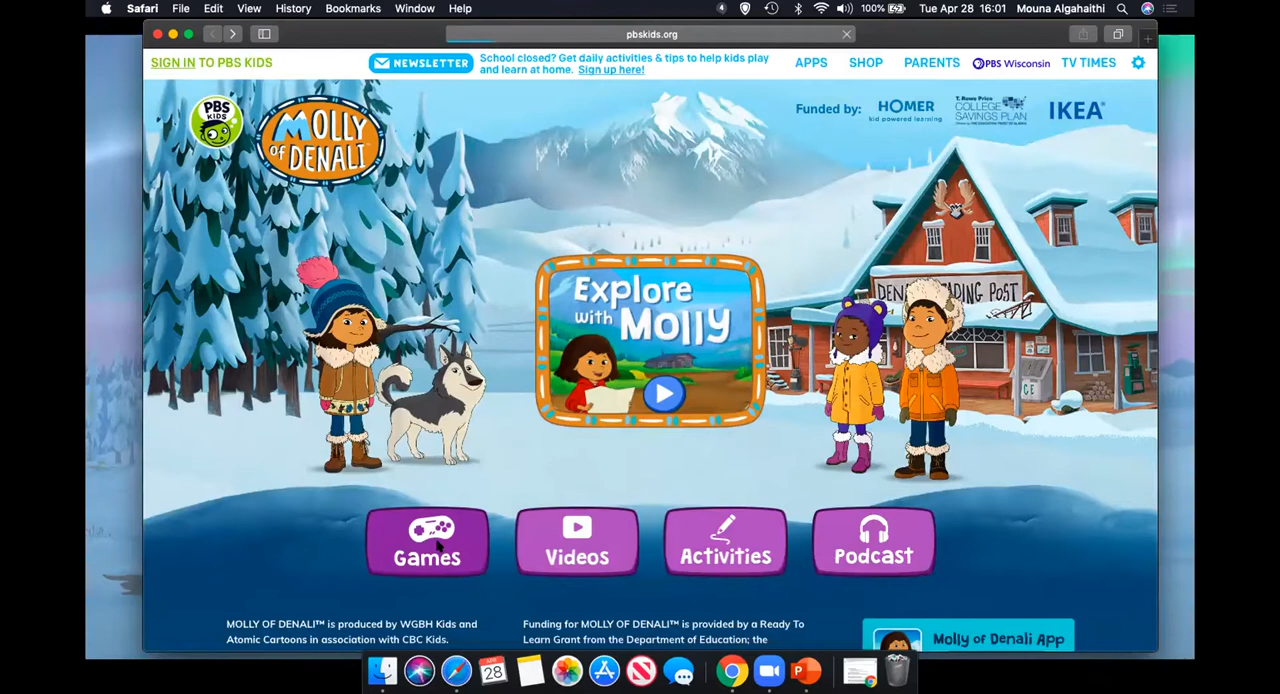 Safari File Edit View History Bookmarks Window Help 4 100% Tue Apr 28 16:01 Mouna Algahaithi
pbskids.org
SIGN IN TO PBS KIDS
NEWSLETTER
School closed? Get daily activities & tips to help kids play
and learn at home. Sign up here!
APPS SHOP PARENTS PBS Wisconsin TV TIMES
PBS
KIDS
MOLLY
of DENALI
Funded by:
HOMER
kid powered learning
T. Rowe Price
COLLEGE
SAVINGS PLAN
IKEA
Explore
with Molly
DENALI TRADING POST
ICE
Games
Videos
Activities
Podcast
MOLLY OF DENALI™ is produced by WGBH Kids and
Atomic Cartoons in association with CBC Kids.
Funding for MOLLY OF DENALI™ is provided by a Ready To
Learn Grant from the Department of Education; the
Molly of Denali App
APR
28